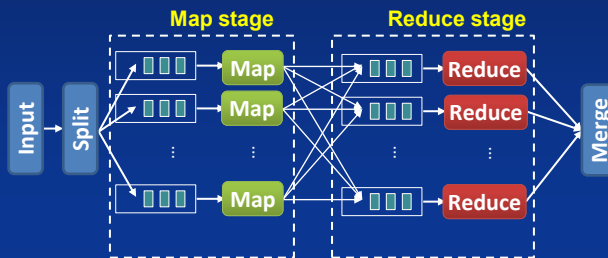 Map stage
Reduce stage
Input
Split
Map
Map
...
...
Map
Reduce
Reduce
...
...
Reduce
Merge